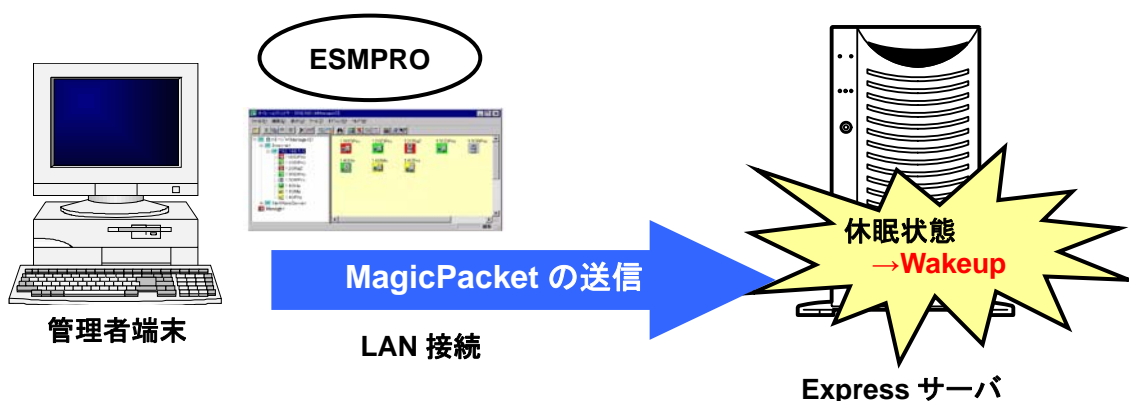 ESMPRO
休眠状態
→Wakeup
MagicPacket の送信
管理者端末
LAN 接続
Express サーバ